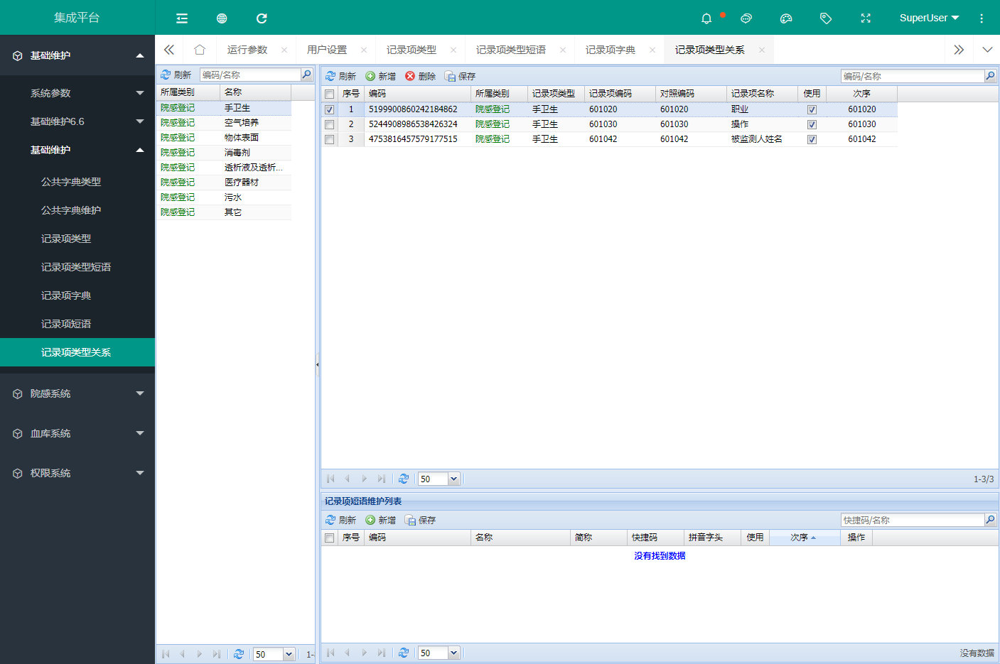 集成平台
SuperUser
基础维护
系统参数
基础维护6.6
基础维护
公共字典类型
公共字典维护
记录项类型
记录项类型短语
记录项字典
记录项短语
记录项类型关系
院感系统
血库系统
权限系统
运行参数 用户设置 记录项类型 记录项类型短语 记录项字典 记录项类型关系
刷新 编码/名称
所属类别 名称
院感登记 手卫生
院感登记 空气培养
院感登记 物体表面
院感登记 消毒剂
院感登记 透析液及透析...
院感登记 医疗器材
院感登记 污水
院感登记 其它
50 1-
刷新 新增 删除 保存 编码/名称
序号 编码 所属类别 记录项类型 记录项编码 对照编码 记录项名称 使用 次序
1 5199900860242184862 院感登记 手卫生 601020 601020 职业 601020
2 5244908986538426324 院感登记 手卫生 601030 601030 操作 601030
3 4753816457579177515 院感登记 手卫生 601042 601042 被监测人姓名 601042
50 1-3/3
记录项短语维护列表
刷新 新增 保存 快捷码/名称
序号 编码 名称 简称 快捷码 拼音字头 使用 次序 操作
没有找到数据
50 没有数据